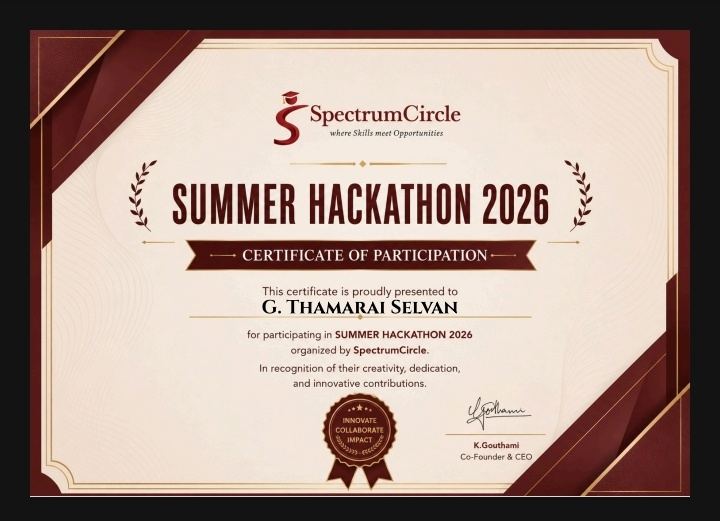 SpectrumCircle
where Skills meet Opportunities
SUMMER HACKATHON 2026
CERTIFICATE OF PARTICIPATION
This certificate is proudly presented to
G. THAMARAI SELVAN
for participating in SUMMER HACKATHON 2026
organized by SpectrumCircle.
In recognition of their creativity, dedication,
and innovative contributions.
INNOVATE
COLLABORATE
IMPACT
K.Gouthami
Co-Founder & CEO